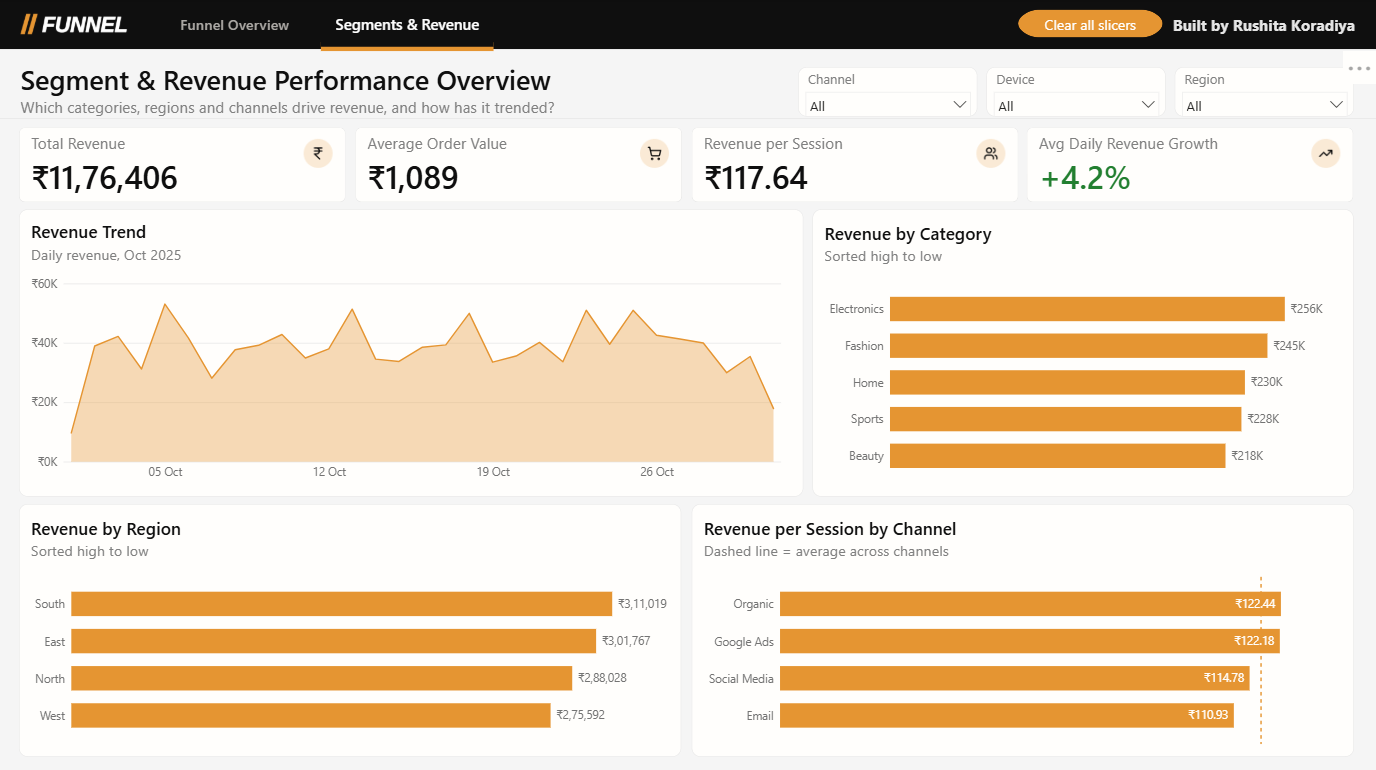 FUNNEL
Funnel Overview
Segments & Revenue
Clear all slicers
Built by Rushita Koradiya
Segment & Revenue Performance Overview
Which categories, regions and channels drive revenue, and how has it trended?
Channel
All
Device
All
Region
All
Total Revenue
₹11,76,406
Average Order Value
₹1,089
Revenue per Session
₹117.64
Avg Daily Revenue Growth
+4.2%
Revenue Trend
Daily revenue, Oct 2025
₹60K
₹40K
₹20K
₹0K
05 Oct
12 Oct
19 Oct
26 Oct
Revenue by Category
Sorted high to low
Electronics ₹256K
Fashion ₹245K
Home ₹230K
Sports ₹228K
Beauty ₹218K
Revenue by Region
Sorted high to low
South ₹3,11,019
East ₹3,01,767
North ₹2,88,028
West ₹2,75,592
Revenue per Session by Channel
Dashed line = average across channels
Organic ₹122.44
Google Ads ₹122.18
Social Media ₹114.78
Email ₹110.93